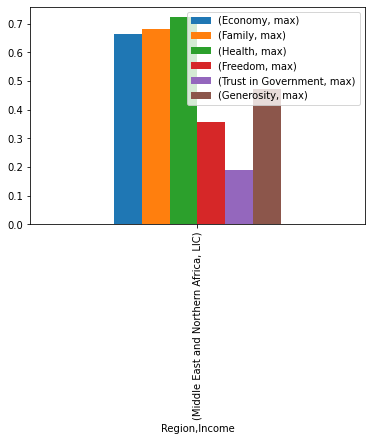 0.7
0.6
0.5
0.4
0.3
0.2
0.1
0.0
(Economy, max)
(Family, max)
(Health, max)
(Freedom, max)
(Trust in Government, max)
(Generosity, max)
(Middle East and Northern Africa, LIC)
Region,Income